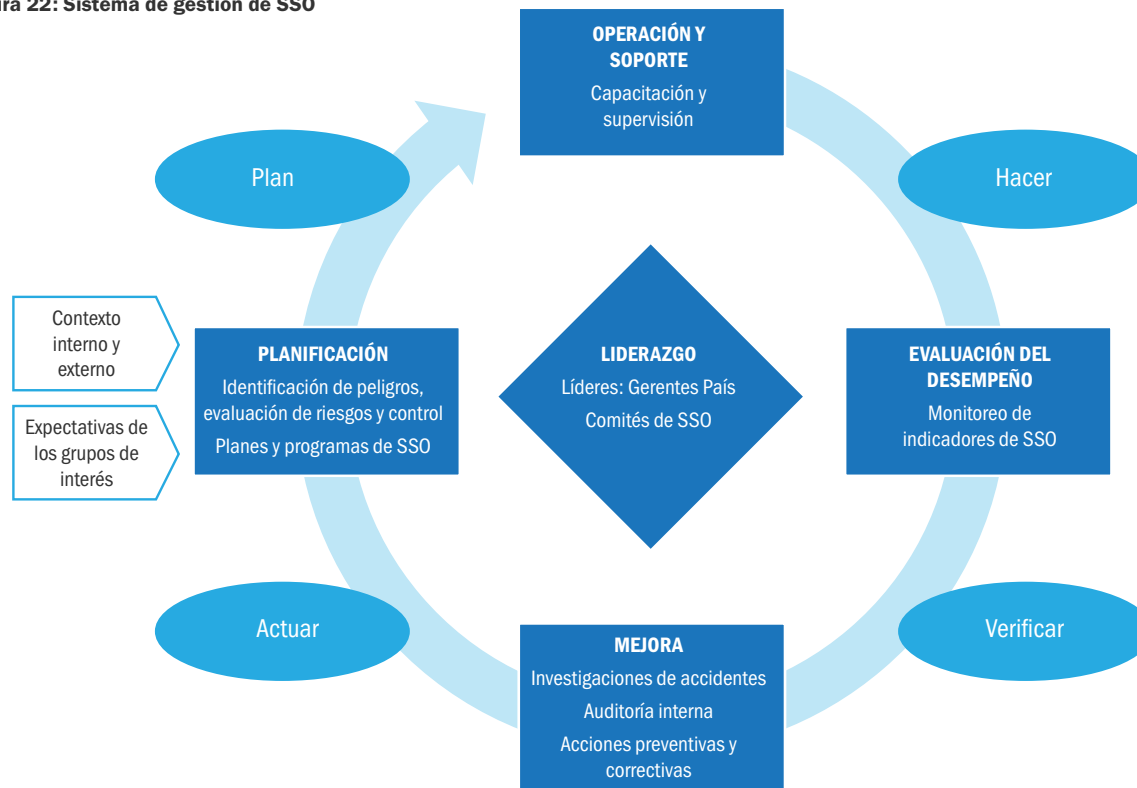 ra 22: Sistema de gestión de SSO
OPERACIÓN Y
SOPORTE
Capacitación y
supervisión
Plan
Hacer
Contexto
interno y
externo
Expectativas de
los grupos de
interés
PLANIFICACIÓN
Identificación de peligros,
evaluación de riesgos y control
Planes y programas de SSO
LIDERAZGO
Líderes: Gerentes País
Comités de SSO
EVALUACIÓN DEL
DESEMPEÑO
Monitoreo de
indicadores de SSO
Actuar
Verificar
MEJORA
Investigaciones de accidentes
Auditoría interna
Acciones preventivas y
correctivas